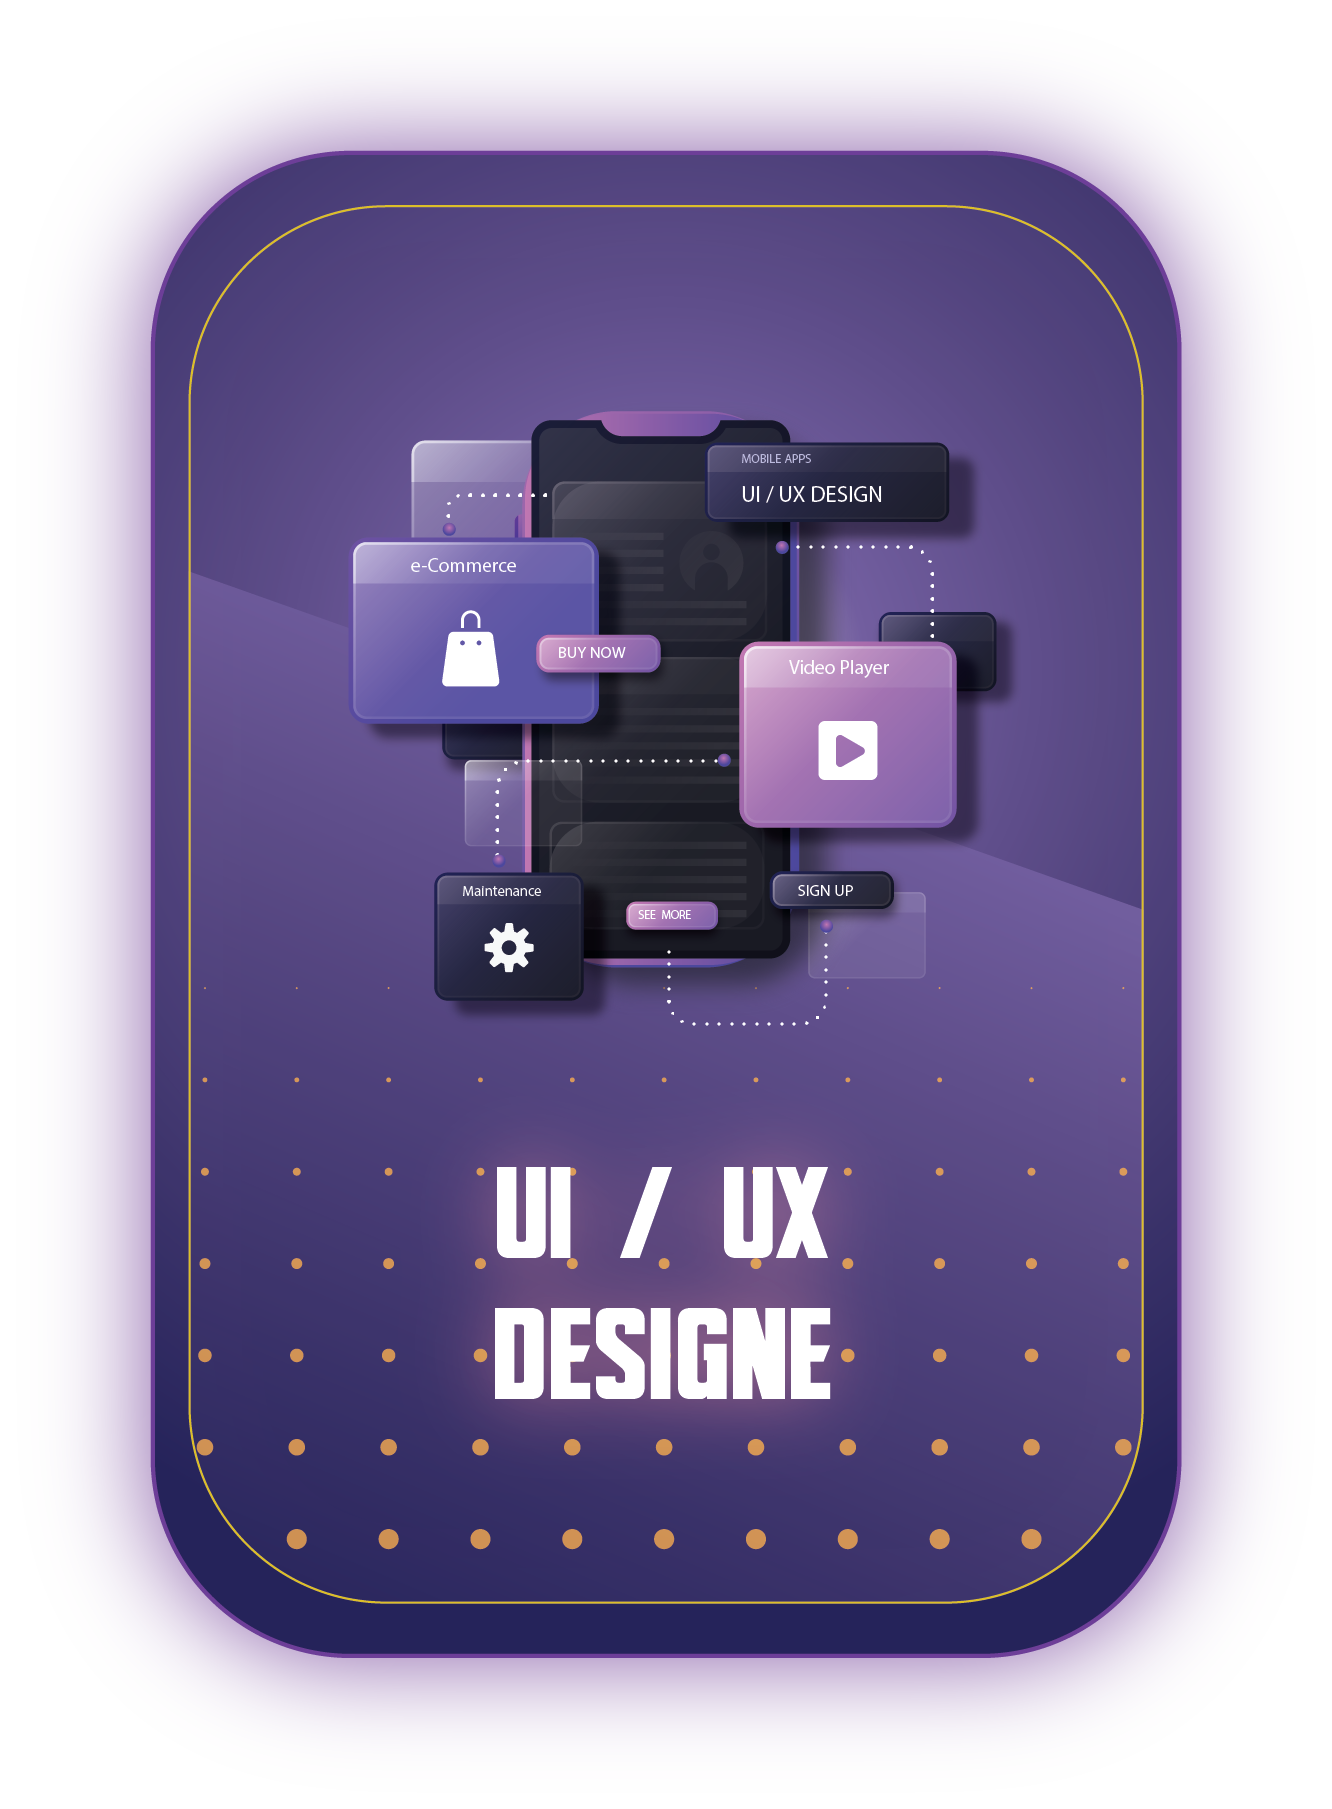 MOBILE APPS
UI / UX DESIGN
e-Commerce
BUY NOW
Video Player
Maintenance
SIGN UP
SEE MORE
UI / UX
DESIGNE